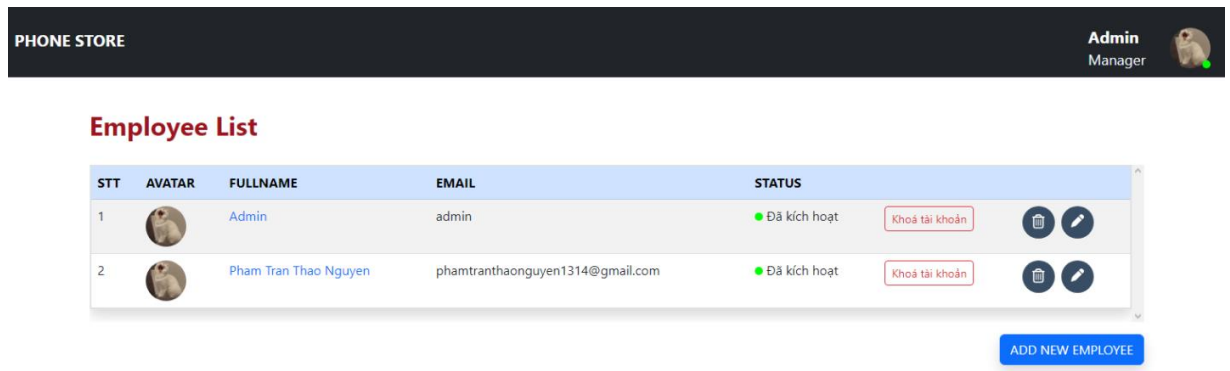 PHONE STORE
Admin
Manager
Employee List
STT AVATAR FULLNAME EMAIL STATUS
1 Admin admin Đã kích hoạt Khoá tài khoản
2 Pham Tran Thao Nguyen phamtranthaonguyen1314@gmail.com Đã kích hoạt Khoá tài khoản
ADD NEW EMPLOYEE